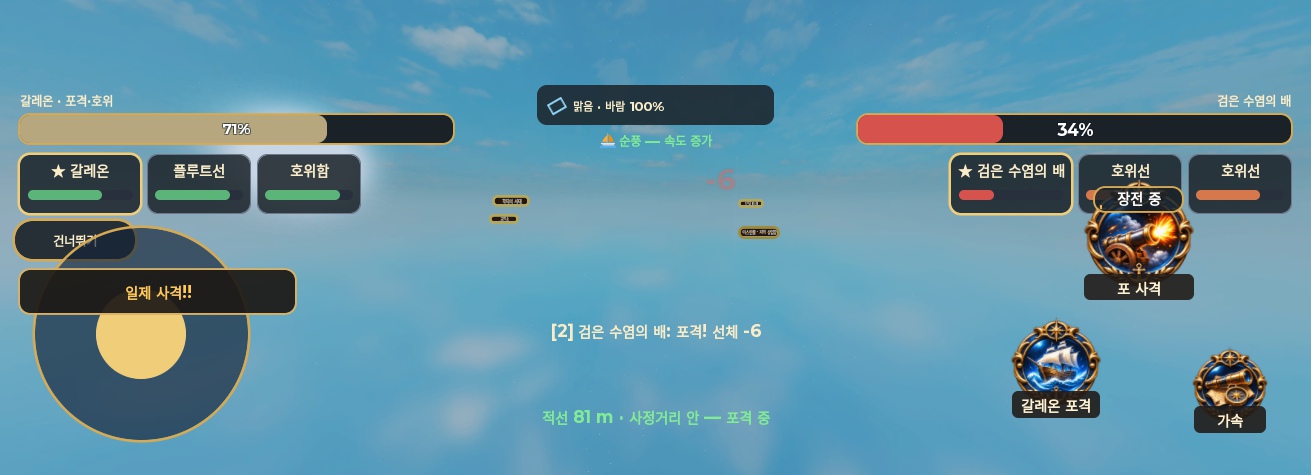 갈레온 · 포격·호위
71%
★ 갈레온
플루트선
호위함
건너뛰기
일제 사격!!
맑음 · 바람 100%
순풍 — 속도 증가
-6
[2] 검은 수염의 배: 포격! 선체 -6
적선 81 m · 사정거리 안 — 포격 중
검은 수염의 배
34%
★ 검은 수염의 배
호위선
호위선
장전 중
포 사격
갈레온 포격
가속